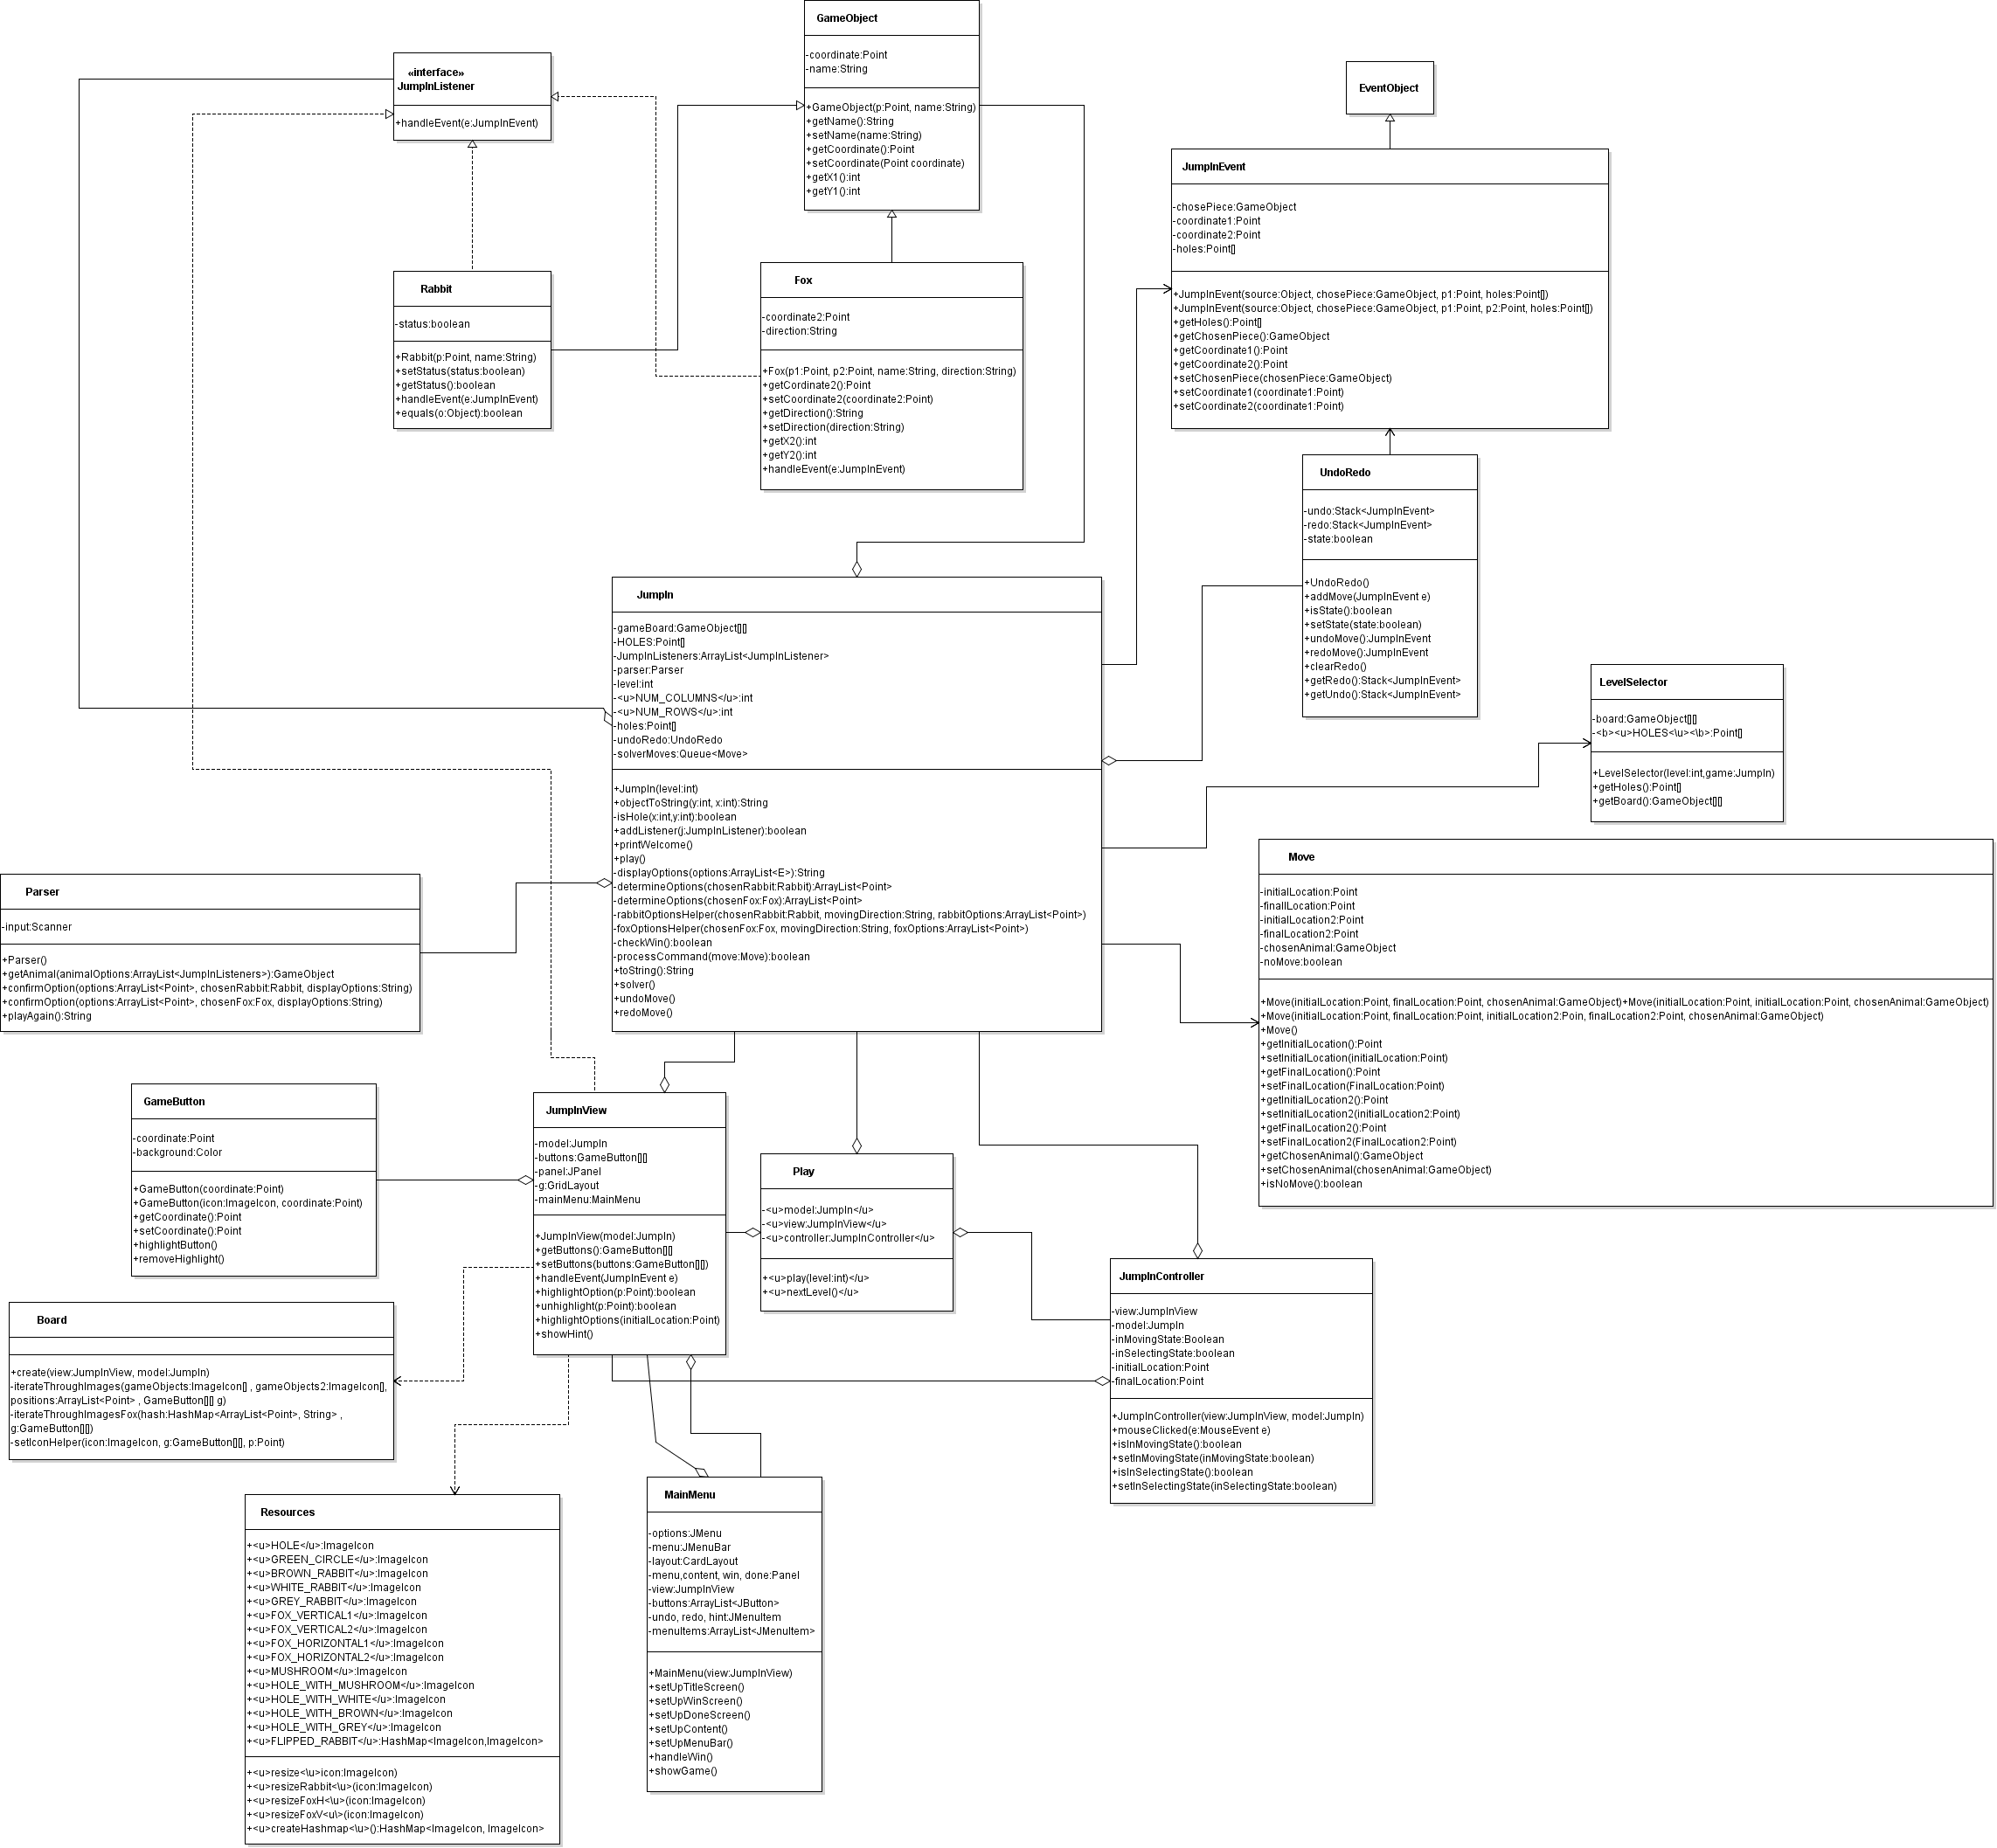 GameObject
-coordinate:Point
-name:String
+GameObject(p:Point, name:String)
+getName():String
+setName(name:String)
+getCoordinate():Point
+setCoordinate(Point coordinate)
+getX1():int
+getY1():int
«interface»
JumpInListener
+handleEvent(e:JumpInEvent)
EventObject
JumpInEvent
-chosePiece:GameObject
-coordinate1:Point
-coordinate2:Point
-holes:Point[]
+JumpInEvent(source:Object, chosePiece:GameObject, p1:Point, holes:Point[])
+JumpInEvent(source:Object, chosePiece:GameObject, p1:Point, p2:Point, holes:Point[])
+getHoles():Point[]
+getChosenPiece():GameObject
+getCoordinate1():Point
+getCoordinate2():Point
+setChosenPiece(chosenPiece:GameObject)
+setCoordinate1(coordinate1:Point)
+setCoordinate2(coordinate1:Point)
Rabbit
-status:boolean
+Rabbit(p:Point, name:String)
+setStatus(status:boolean)
+getStatus():boolean
+handleEvent(e:JumpInEvent)
+equals(o:Object):boolean
Fox
-coordinate2:Point
-direction:String
+Fox(p1:Point, p2:Point, name:String, direction:String)
+getCordinate2():Point
+setCoordinate2(coordinate2:Point)
+getDirection():String
+setDirection(direction:String)
+getX2():int
+getY2():int
+handleEvent(e:JumpInEvent)
UndoRedo
-undo:Stack<JumpInEvent>
-redo:Stack<JumpInEvent>
-state:boolean
+UndoRedo()
+addMove(JumpInEvent e)
+isState():boolean
+setState(state:boolean)
+undoMove():JumpInEvent
+redoMove():JumpInEvent
+clearRedo()
+getRedo():Stack<JumpInEvent>
+getUndo():Stack<JumpInEvent>
JumpIn
-gameBoard:GameObject[][]
-HOLES:Point[]
-JumpInListeners:ArrayList<JumpInListener>
-parser:Parser
-level:int
-<u>NUM_COLUMNS</u>:int
-<u>NUM_ROWS</u>:int
-holes:Point[]
-undoRedo:UndoRedo
-solverMoves:Queue<Move>
+JumpIn(level:int)
+objectToString(y:int, x:int):String
-isHole(x:int,y:int):boolean
+addListener(j:JumpInListener):boolean
+printWelcome()
+play()
-displayOptions(options:ArrayList<E>):String
-determineOptions(chosenRabbit:Rabbit):ArrayList<Point>
-determineOptions(chosenFox:Fox):ArrayList<Point>
-rabbitOptionsHelper(chosenRabbit:Rabbit, movingDirection:String, rabbitOptions:ArrayList<Point>)
-foxOptionsHelper(chosenFox:Fox, movingDirection:String, foxOptions:ArrayList<Point>)
-checkWin():boolean
-processCommand(move:Move):boolean
+toString():String
+solver()
+undoMove()
+redoMove()
LevelSelector
-board:GameObject[][]
-<b><u>HOLES<\u><\b>:Point[]
+LevelSelector(level:int,game:JumpIn)
+getHoles():Point[]
+getBoard():GameObject[][]
Move
-initialLocation:Point
-finallLocation:Point
-initialLocation2:Point
-finalLocation2:Point
-chosenAnimal:GameObject
-noMove:boolean
+Move(initialLocation:Point, finalLocation:Point, chosenAnimal:GameObject)+Move(initialLocation:Point, initialLocation:Point, chosenAnimal:GameObject)
+Move(initialLocation:Point, finalLocation:Point, initialLocation2:Poin, finalLocation2:Point, chosenAnimal:GameObject)
+Move()
+getInitialLocation():Point
+setInitialLocation(initialLocation:Point)
+getFinalLocation():Point
+setFinalLocation(FinalLocation:Point)
+getInitialLocation2():Point
+setInitialLocation2(initialLocation2:Point)
+getFinalLocation2():Point
+setFinalLocation2(FinalLocation2:Point)
+getChosenAnimal():GameObject
+setChosenAnimal(chosenAnimal:GameObject)
+isNoMove():boolean
Parser
-input:Scanner
+Parser()
+getAnimal(animalOptions:ArrayList<JumpInListeners>):GameObject
+confirmOption(options:ArrayList<Point>, chosenRabbit:Rabbit, displayOptions:String)
+confirmOption(options:ArrayList<Point>, chosenFox:Fox, displayOptions:String)
+playAgain():String
GameButton
-coordinate:Point
-background:Color
+GameButton(coordinate:Point)
+GameButton(icon:ImageIcon, coordinate:Point)
+getCoordinate():Point
+setCoordinate():Point
+highlightButton()
+removeHighlight()
JumpInView
-model:JumpIn
-buttons:GameButton[][]
-panel:JPanel
-g:GridLayout
-mainMenu:MainMenu
+JumpInView(model:JumpIn)
+getButtons():GameButton[][]
+setButtons(buttons:GameButton[][])
+handleEvent(JumpInEvent e)
+highlightOption(p:Point):boolean
+unhighlight(p:Point):boolean
+highlightOptions(initialLocation:Point)
+showHint()
Play
-<u>model:JumpIn</u>
-<u>view:JumpInView</u>
-<u>controller:JumpInController</u>
+<u>play(level:int)</u>
+<u>nextLevel()</u>
JumpInController
-view:JumpInView
-model:JumpIn
-inMovingState:Boolean
-inSelectingState:boolean
-initialLocation:Point
-finalLocation:Point
+JumpInController(view:JumpInView, model:JumpIn)
+mouseClicked(e:MouseEvent e)
+isInMovingState():boolean
+setInMovingState(inMovingState:boolean)
+isInSelectingState():boolean
+setInSelectingState(inSelectingState:boolean)
Board
+create(view:JumpInView, model:JumpIn)
-iterateThroughImages(gameObjects:ImageIcon[] , gameObjects2:ImageIcon[],
positions:ArrayList<Point> , GameButton[][] g)
-iterateThroughImagesFox(hash:HashMap<ArrayList<Point>, String> ,
g:GameButton[][])
-setIconHelper(icon:ImageIcon, g:GameButton[][], p:Point)
Resources
+<u>HOLE</u>:ImageIcon
+<u>GREEN_CIRCLE</u>:ImageIcon
+<u>BROWN_RABBIT</u>:ImageIcon
+<u>WHITE_RABBIT</u>:ImageIcon
+<u>GREY_RABBIT</u>:ImageIcon
+<u>FOX_VERTICAL1</u>:ImageIcon
+<u>FOX_VERTICAL2</u>:ImageIcon
+<u>FOX_HORIZONTAL1</u>:ImageIcon
+<u>FOX_HORIZONTAL2</u>:ImageIcon
+<u>MUSHROOM</u>:ImageIcon
+<u>HOLE_WITH_MUSHROOM</u>:ImageIcon
+<u>HOLE_WITH_WHITE</u>:ImageIcon
+<u>HOLE_WITH_BROWN</u>:ImageIcon
+<u>HOLE_WITH_GREY</u>:ImageIcon
+<u>FLIPPED_RABBIT</u>:HashMap<ImageIcon,ImageIcon>
+<u>resize<\u>icon:ImageIcon)
+<u>resizeRabbit<\u>(icon:ImageIcon)
+<u>resizeFoxH<\u>(icon:ImageIcon)
+<u>resizeFoxV<u\>(icon:ImageIcon)
+<u>createHashmap<\u>():HashMap<ImageIcon, ImageIcon>
MainMenu
-options:JMenu
-menu:JMenuBar
-layout:CardLayout
-menu,content, win, done:Panel
-view:JumpInView
-buttons:ArrayList<JButton>
-undo, redo, hint:JMenuItem
-menuItems:ArrayList<JMenuItem>
+MainMenu(view:JumpInView)
+setUpTitleScreen()
+setUpWinScreen()
+setUpDoneScreen()
+setUpContent()
+setUpMenuBar()
+handleWin()
+showGame()